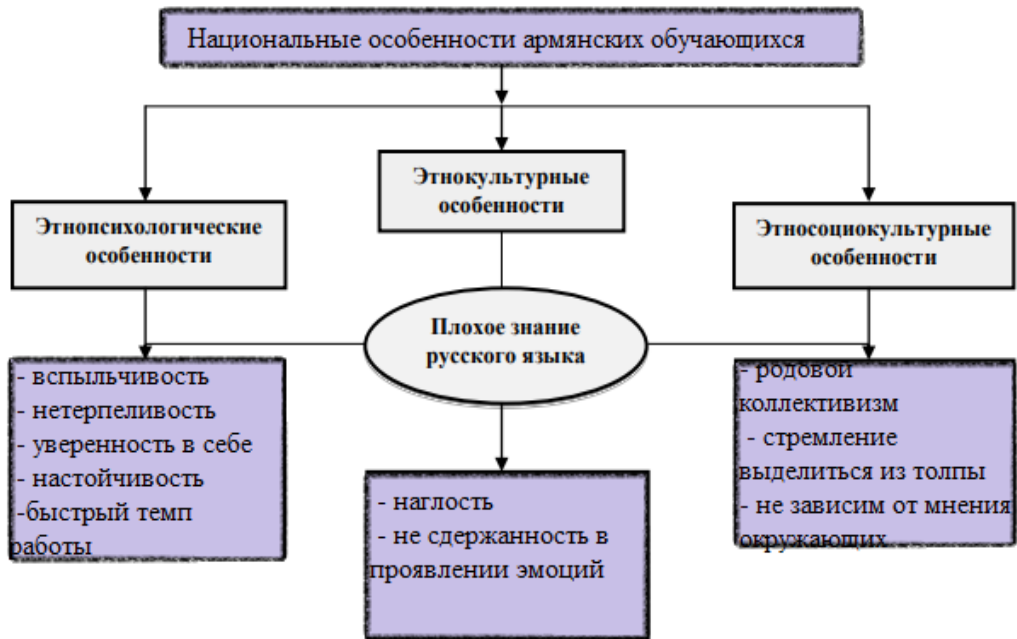 Национальные особенности армянских обучающихся
Этнокультурные
особенности
Этнопсихологические
особенности
Этносоциокультурные
особенности
Плохое знание
русского языка
- вспыльчивость
- нетерпеливость
- уверенность в себе
- настойчивость
-быстрый темп
работы
- наглость
- не сдержанность в
проявлении эмоций
- родовой
коллективизм
- стремление
выделиться из толпы
- не зависим от мнения
окружающих